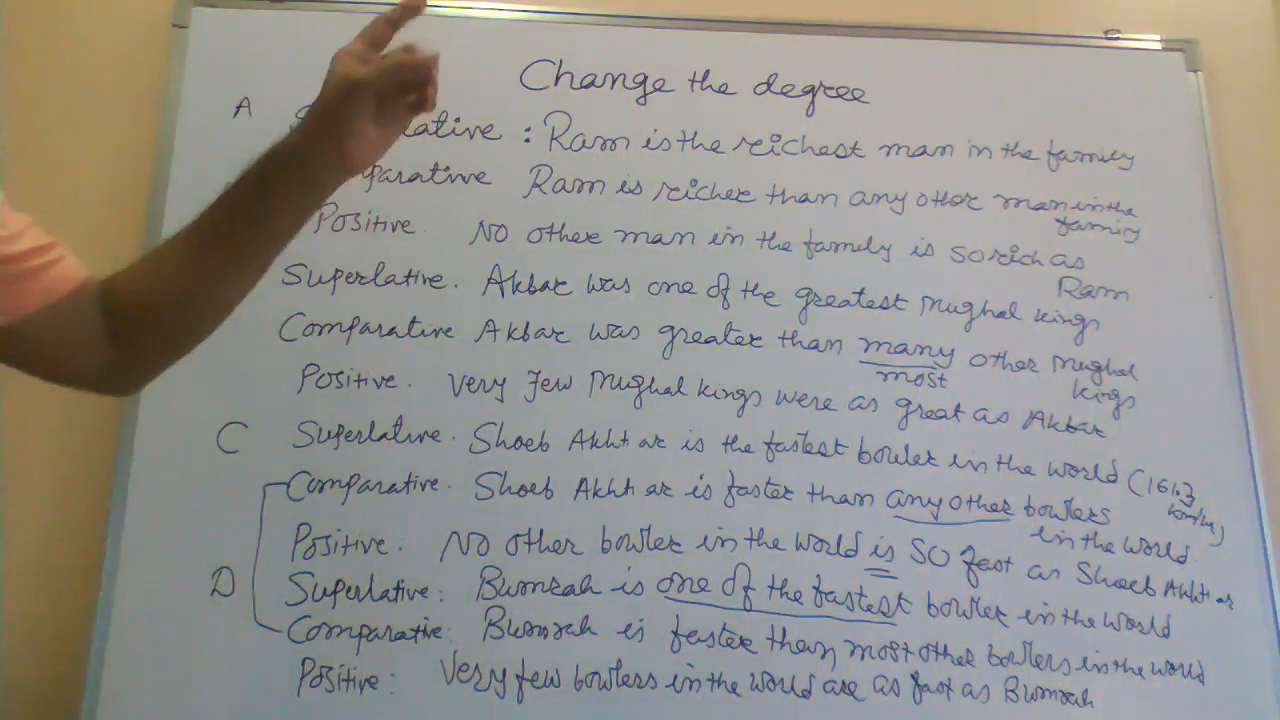 Change the degree
A lative : Ram is the richest man in the family
parative Ram is richer than any other man in the
family
Positive No other man in the family is so rich as
Ram
Superlative. Akbar was one of the greatest Mughal kings
Comparative Akbar was greater than many other Mughal
most kings
Positive. Very few Mughal kings were as great as Akbar
C Superlative. Shoeb Akhtar is the fastest bowler in the world (161.3
km/hr)
Comparative. Shoeb Akhtar is faster than any other bowlers
in the world
Positive. No other bowler in the world is so fast as Shoeb Akhtar
D Superlative: Bumrah is one of the fastest bowler in the world
Comparative: Bumrah is faster than most other bowlers in the world
Positive: Very few bowlers in the world are as fast as Bumrah